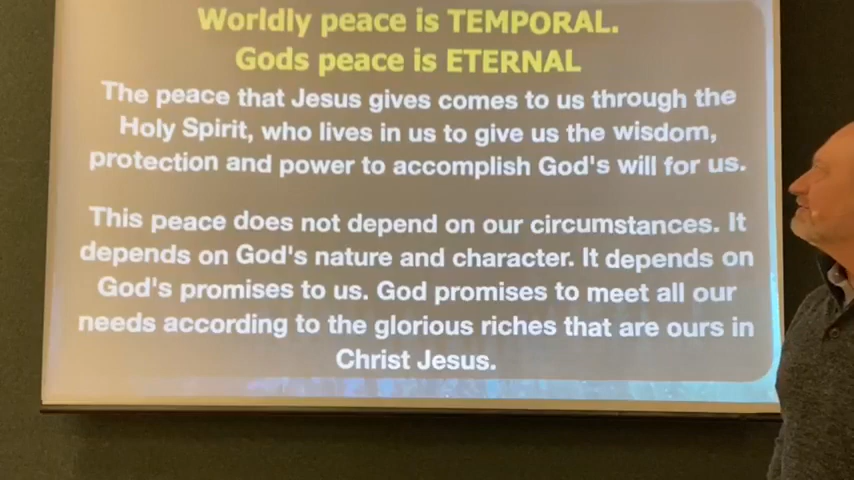 Worldly peace is TEMPORAL.
Gods peace is ETERNAL
The peace that Jesus gives comes to us through the
Holy Spirit, who lives in us to give us the wisdom,
protection and power to accomplish God's will for us.
This peace does not depend on our circumstances. It
depends on God's nature and character. It depends on
God's promises to us. God promises to meet all our
needs according to the glorious riches that are ours in
Christ Jesus.